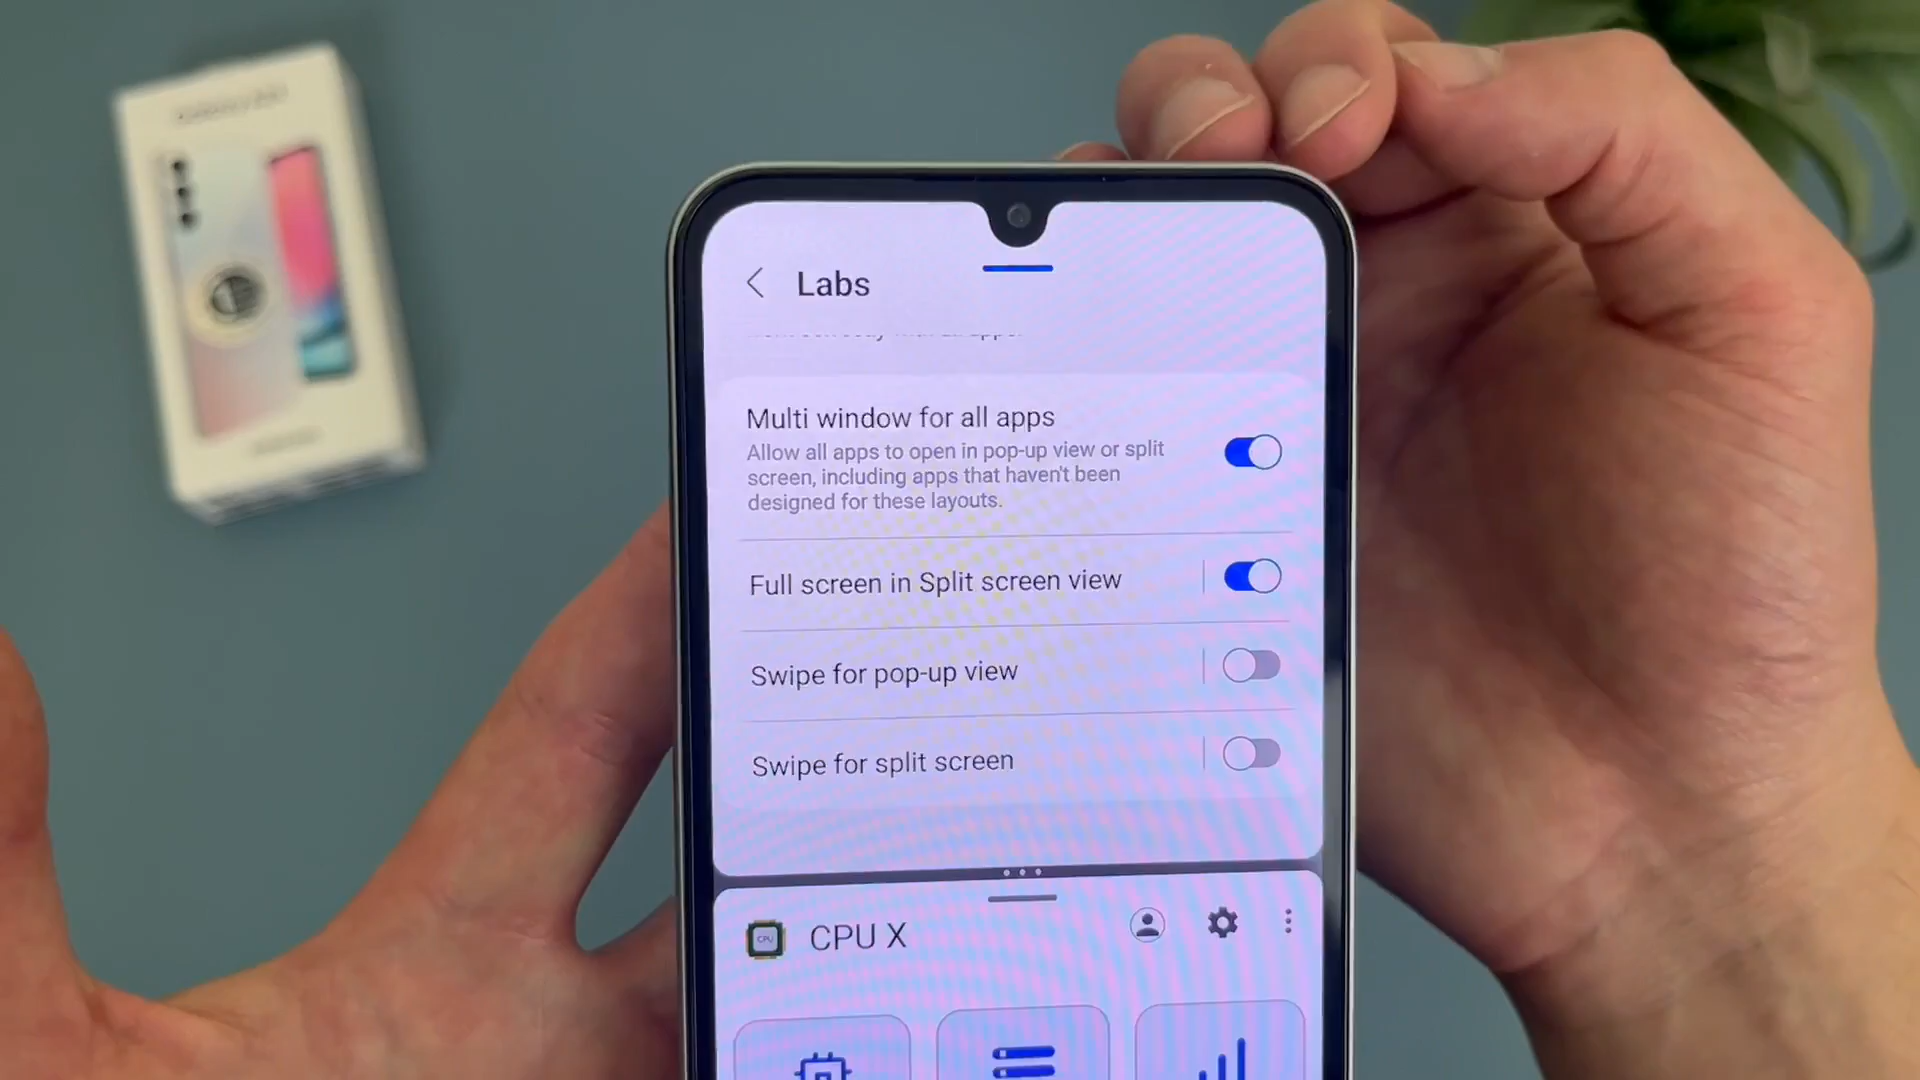 Labs
Multi window for all apps
Allow all apps to open in pop-up view or split
screen, including apps that haven't been
designed for these layouts.
Full screen in Split screen view
Swipe for pop-up view
Swipe for split screen
CPU
CPU X